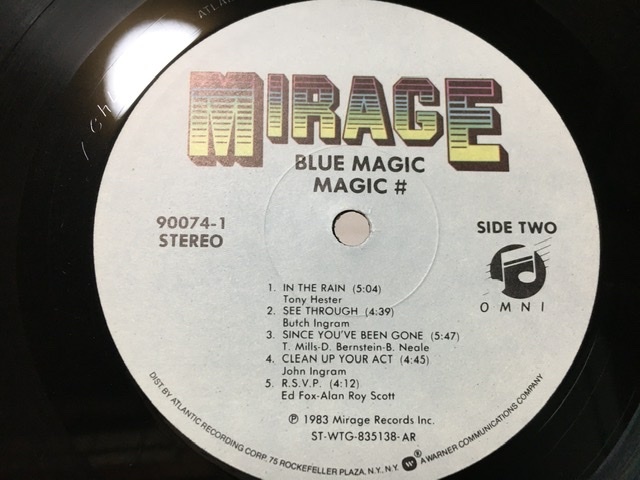 MIRAGE
BLUE MAGIC
MAGIC #
90074-1
STEREO
SIDE TWO
OMNI
1. IN THE RAIN (5:04)
Tony Hester
2. SEE THROUGH (4:39)
Butch Ingram
3. SINCE YOU'VE BEEN GONE (5:47)
T. Mills-D. Bernstein-B. Neale
4. CLEAN UP YOUR ACT (4:45)
John Ingram
5. R.S.V.P. (4:12)
Ed Fox-Alan Roy Scott
℗ 1983 Mirage Records Inc.
ST-WTG-835138-AR
DIST. BY ATLANTIC RECORDING CORP. 75 ROCKEFELLER PLAZA, N.Y., N.Y. A WARNER COMMUNICATIONS COMPANY